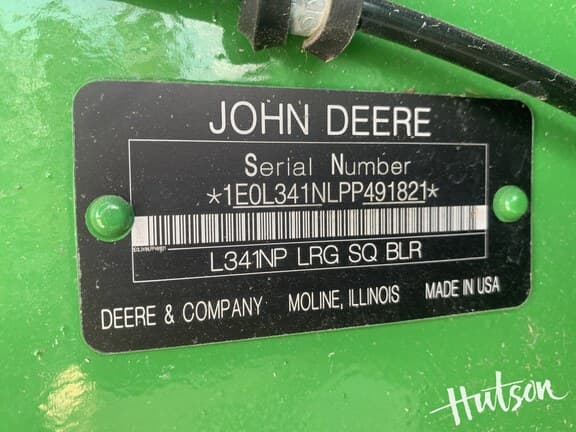 JOHN DEERE
Serial Number
*1E0L341NLPP491821*
L341NP LRG SQ BLR
DEERE & COMPANY MOLINE, ILLINOIS MADE IN USA
Hutson